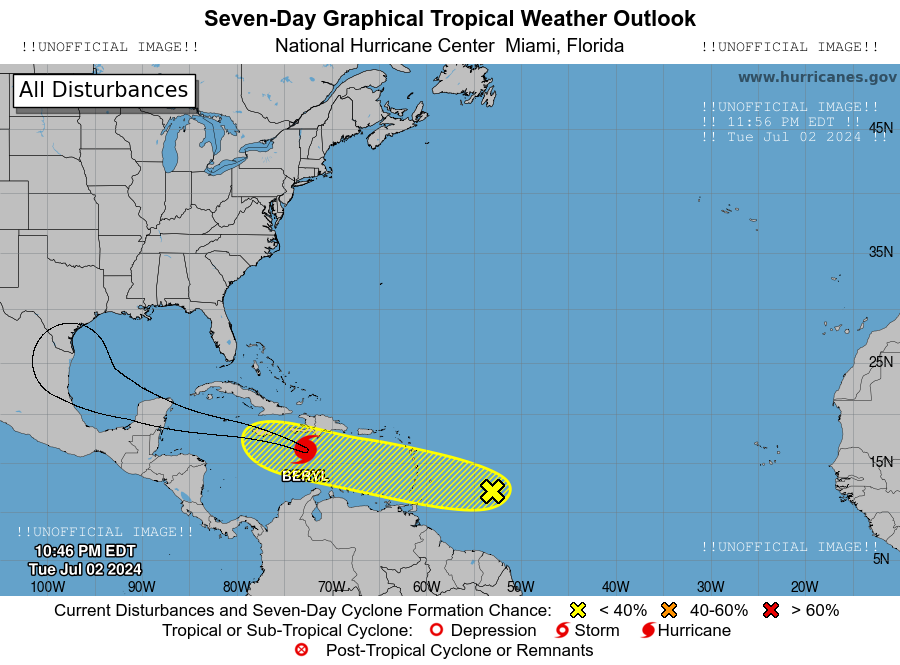 Seven-Day Graphical Tropical Weather Outlook
!!UNOFFICIAL IMAGE!! National Hurricane Center Miami, Florida !!UNOFFICIAL IMAGE!!
All Disturbances
www.hurricanes.gov
!!UNOFFICIAL IMAGE!!
!! 11:56 PM EDT !!
!! Tue Jul 02 2024 !!
45N
35N
25N
15N
BERYL
!!UNOFFICIAL IMAGE!!
!!UNOFFICIAL IMAGE!!
10:46 PM EDT
5N
Tue Jul 02 2024
100W 90W 80W 70W 60W 50W 40W 30W 20W
Current Disturbances and Seven-Day Cyclone Formation Chance: < 40% 40-60% > 60%
Tropical or Sub-Tropical Cyclone: Depression Storm Hurricane
Post-Tropical Cyclone or Remnants